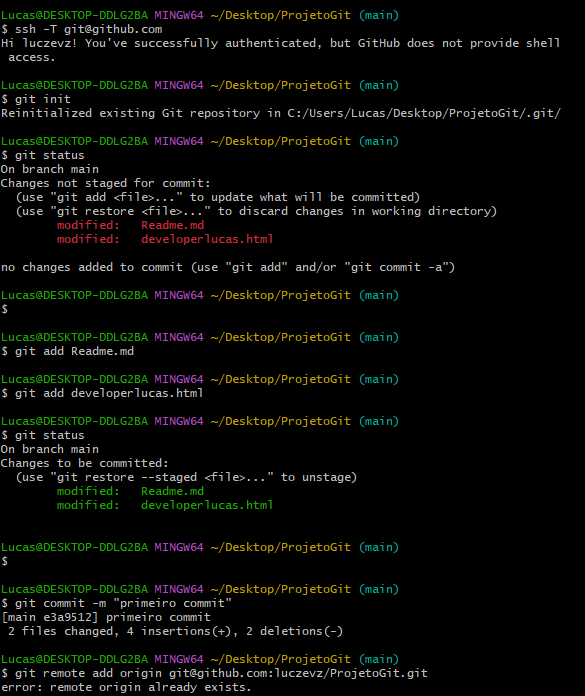 Lucas@DESKTOP-DDLG2BA MINGW64 ~/Desktop/ProjetoGit (main)
$ ssh -T git@github.com
Hi luczevz! You've successfully authenticated, but GitHub does not provide shell
 access.
Lucas@DESKTOP-DDLG2BA MINGW64 ~/Desktop/ProjetoGit (main)
$ git init
Reinitialized existing Git repository in C:/Users/Lucas/Desktop/ProjetoGit/.git/
Lucas@DESKTOP-DDLG2BA MINGW64 ~/Desktop/ProjetoGit (main)
$ git status
On branch main
Changes not staged for commit:
  (use "git add <file>..." to update what will be committed)
  (use "git restore <file>..." to discard changes in working directory)
        modified:   Readme.md
        modified:   developerlucas.html
no changes added to commit (use "git add" and/or "git commit -a")
Lucas@DESKTOP-DDLG2BA MINGW64 ~/Desktop/ProjetoGit (main)
$
Lucas@DESKTOP-DDLG2BA MINGW64 ~/Desktop/ProjetoGit (main)
$ git add Readme.md
Lucas@DESKTOP-DDLG2BA MINGW64 ~/Desktop/ProjetoGit (main)
$ git add developerlucas.html
Lucas@DESKTOP-DDLG2BA MINGW64 ~/Desktop/ProjetoGit (main)
$ git status
On branch main
Changes to be committed:
  (use "git restore --staged <file>..." to unstage)
        modified:   Readme.md
        modified:   developerlucas.html
Lucas@DESKTOP-DDLG2BA MINGW64 ~/Desktop/ProjetoGit (main)
$
Lucas@DESKTOP-DDLG2BA MINGW64 ~/Desktop/ProjetoGit (main)
$ git commit -m "primeiro commit"
[main e3a9512] primeiro commit
 2 files changed, 4 insertions(+), 2 deletions(-)
Lucas@DESKTOP-DDLG2BA MINGW64 ~/Desktop/ProjetoGit (main)
$ git remote add origin git@github.com:luczevz/ProjetoGit.git
error: remote origin already exists.